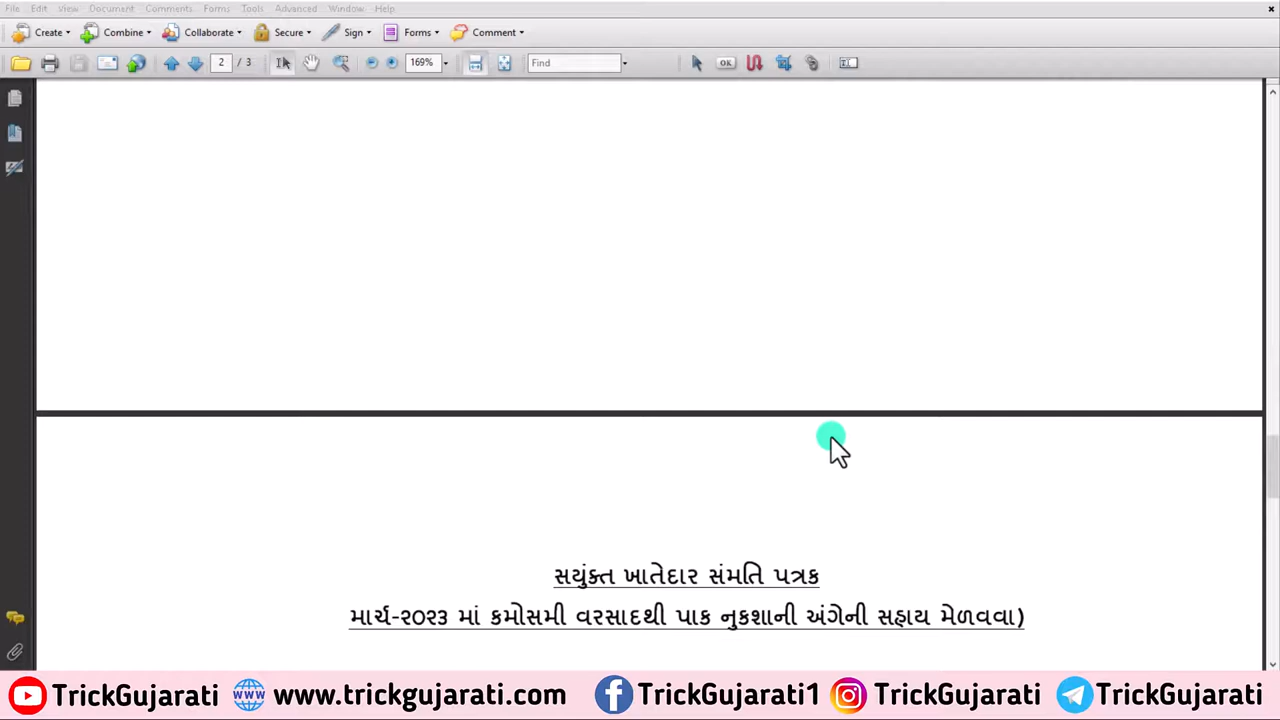 File Edit View Document Comments Forms Tools Advanced Window Help
Create Combine Collaborate Secure Sign Forms Comment
2 / 3 169% Find OK
સયુંક્ત ખાતેદાર સંમતિ પત્રક
માર્ચ-૨૦૨૩ માં કમોસમી વરસાદથી પાક નુકશાની અંગેની સહાય મેળવવા)
TrickGujarati www.trickgujarati.com TrickGujarati1 TrickGujarati TrickGujarati